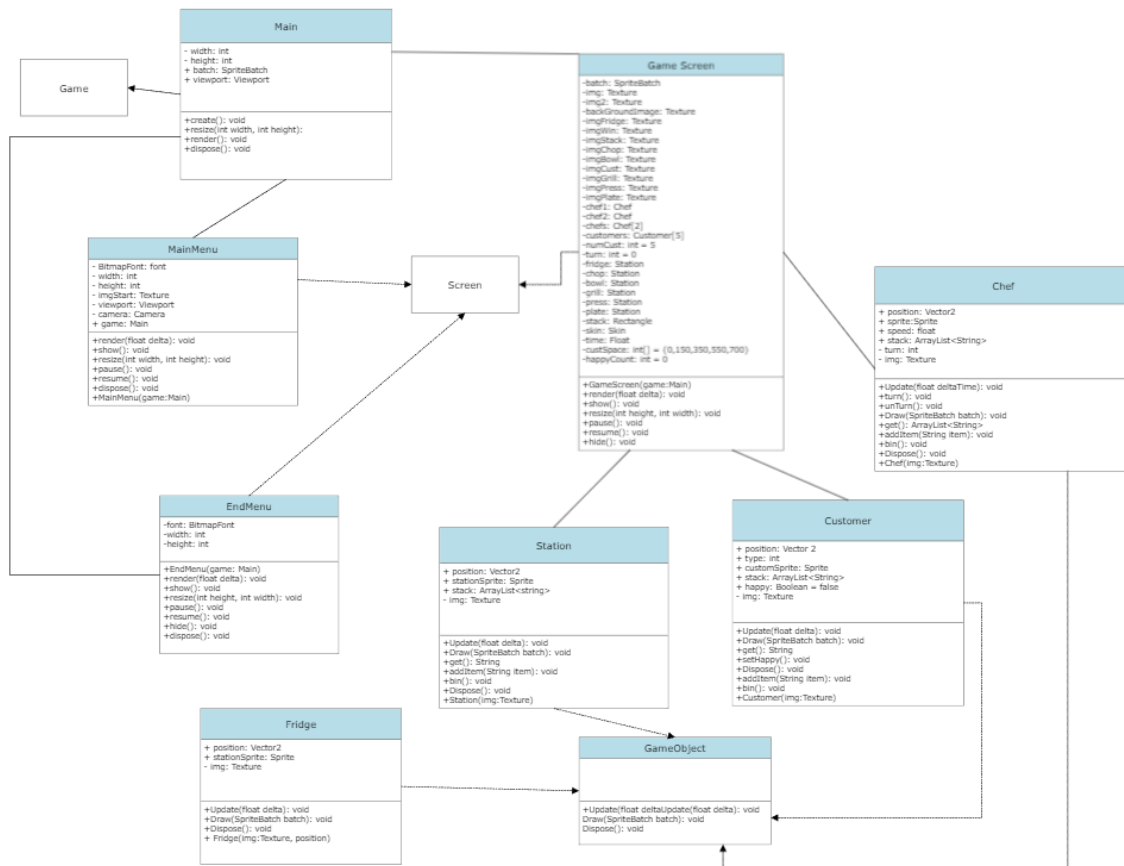 Main
- width: int
- height: int
+ batch: SpriteBatch
+ viewport: Viewport
+create(): void
+resize(int width, int height):
+render(): void
+dispose(): void
Game
Game Screen
-batch: SpriteBatch
-img: Texture
-img2: Texture
-backGroundImage: Texture
-imgFridge: Texture
-imgWin: Texture
-imgStack: Texture
-imgChop: Texture
-imgBowl: Texture
-imgCust: Texture
-imgGrill: Texture
-imgPress: Texture
-imgPlate: Texture
-chef1: Chef
-chef2: Chef
-chefs: Chef[2]
-customers: Customer[5]
-numCust: int = 5
-turn: int = 0
-fridge: Station
-chop: Station
-bowl: Station
-grill: Station
-press: Station
-plate: Station
-stack: Rectangle
-skin: Skin
-time: Float
-custSpace: int[] = {0,150,350,550,700}
-happyCount: int = 0
+GameScreen(game:Main)
+render(float delta): void
+show(): void
+resize(int height, int width): void
+pause(): void
+resume(): void
+hide(): void
MainMenu
- BitmapFont: font
- width: int
- height: int
- imgStart: Texture
- viewport: Viewport
- camera: Camera
+ game: Main
+render(float delta): void
+show(): void
+resize(int width, int height): void
+pause(): void
+resume(): void
+dispose(): void
+MainMenu(game:Main)
Screen
Chef
+ position: Vector2
+ sprite:Sprite
+ speed: float
+ stack: ArrayList<String>
- turn: int
- img: Texture
+Update(float deltaTime): void
+turn(): void
+unTurn(): void
+Draw(SpriteBatch batch): void
+get(): ArrayList<String>
+addItem(String item): void
+bin(): void
+Dispose(): void
+Chef(img:Texture)
EndMenu
-font: BitmapFont
-width: int
-height: int
+EndMenu(game: Main)
+render(float delta): void
+show(): void
+resize(int height, int width): void
+pause(): void
+resume(): void
+hide(): void
+dispose(): void
Station
+ position: Vector2
+ stationSprite: Sprite
+ stack: ArrayList<string>
- img: Texture
+Update(float delta): void
+Draw(SpriteBatch batch): void
+get(): String
+addItem(String item): void
+bin(): void
+Dispose(): void
+Station(img:Texture)
Customer
+ position: Vector 2
+ type: int
+ customSprite: Sprite
+ stack: ArrayList<String>
+ happy: Boolean = false
- img: Texture
+Update(float delta): void
+Draw(SpriteBatch batch): void
+get(): String
+setHappy(): void
+Dispose(): void
+addItem(String item): void
+bin(): void
+Customer(img:Texture)
Fridge
+ position: Vector2
+ stationSprite: Sprite
- img: Texture
+Update(float delta): void
+Draw(SpriteBatch batch): void
+Dispose(): void
+ Fridge(img:Texture, position)
GameObject
+Update(float deltaUpdate(float delta): void
Draw(SpriteBatch batch): void
Dispose(): void